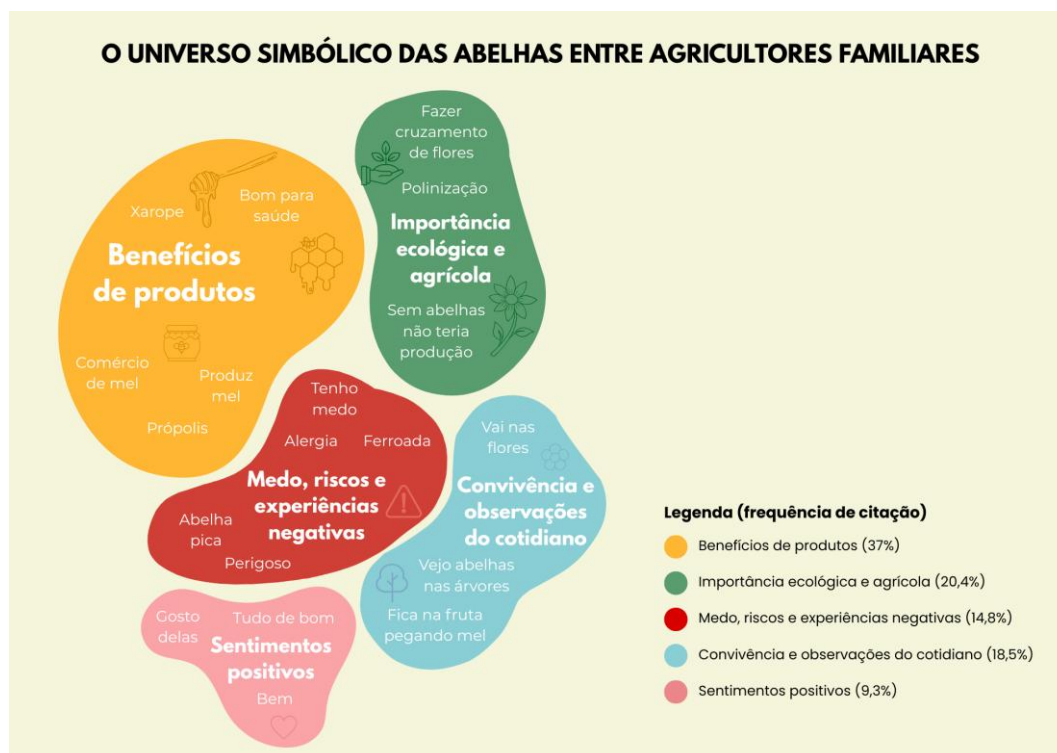 O UNIVERSO SIMBÓLICO DAS ABELHAS ENTRE AGRICULTORES FAMILIARES
Xarope
Bom para
saúde
Benefícios
de produtos
Comércio
de mel
Produz
mel
Própolis
Fazer
cruzamento
de flores
Polinização
Importância
ecológica e
agrícola
Sem abelhas
não teria
produção
Tenho
medo
Alergia
Ferroada
Medo, riscos e
experiências
negativas
Abelha
pica
Perigoso
Vai nas
flores
Convivência e
observações
do cotidiano
Vejo abelhas
nas árvores
Fica na fruta
pegando mel
Gosto
delas
Tudo de bom
Sentimentos
positivos
Bem
Legenda (frequência de citação)
Benefícios de produtos (37%)
Importância ecológica e agrícola (20,4%)
Medo, riscos e experiências negativas (14,8%)
Convivência e observações do cotidiano (18,5%)
Sentimentos positivos (9,3%)